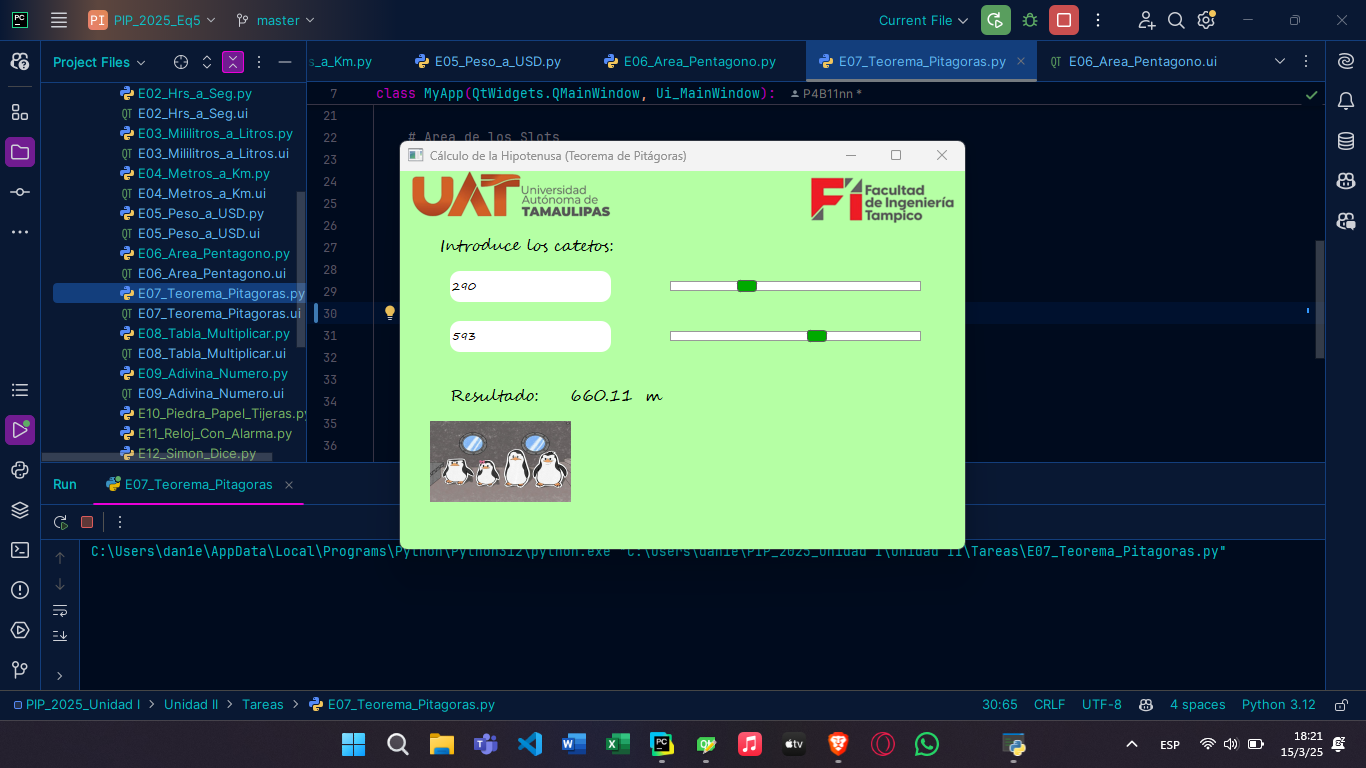 PC
PI PIP_2025_Eq5
master
Current File
Project Files
s_a_Km.py
E05_Peso_a_USD.py
E06_Area_Pentagono.py
E07_Teorema_Pitagoras.py
E06_Area_Pentagono.ui
E02_Hrs_a_Seg.py
E02_Hrs_a_Seg.ui
E03_Mililitros_a_Litros.py
E03_Mililitros_a_Litros.ui
E04_Metros_a_Km.py
E04_Metros_a_Km.ui
E05_Peso_a_USD.py
E05_Peso_a_USD.ui
E06_Area_Pentagono.py
E06_Area_Pentagono.ui
E07_Teorema_Pitagoras.py
E07_Teorema_Pitagoras.ui
E08_Tabla_Multiplicar.py
E08_Tabla_Multiplicar.ui
E09_Adivina_Numero.py
E09_Adivina_Numero.ui
E10_Piedra_Papel_Tijeras.py
E11_Reloj_Con_Alarma.py
E12_Simon_Dice.py
7 class MyApp(QtWidgets.QMainWindow, Ui_MainWindow): P4B11nn *
21
22 # Area de los Slots
23
24
25
26
27
28
29
30
31
32
33
34
35
36
Cálculo de la Hipotenusa (Teorema de Pitágoras)
UAT Universidad
Autónoma de
TAMAULIPAS
Fi Facultad
de Ingeniería
Tampico
Introduce los catetos:
290
593
Resultado: 660.11 m
Run
E07_Teorema_Pitagoras
C:\Users\dan1e\AppData\Local\Programs\Python\Python312\python.exe "C:\Users\dan1e\PIP_2025_Unidad I\Unidad II\Tareas\E07_Teorema_Pitagoras.py"
PIP_2025_Unidad I > Unidad II > Tareas > E07_Teorema_Pitagoras.py
30:65 CRLF UTF-8 4 spaces Python 3.12
ESP
18:21
15/3/25